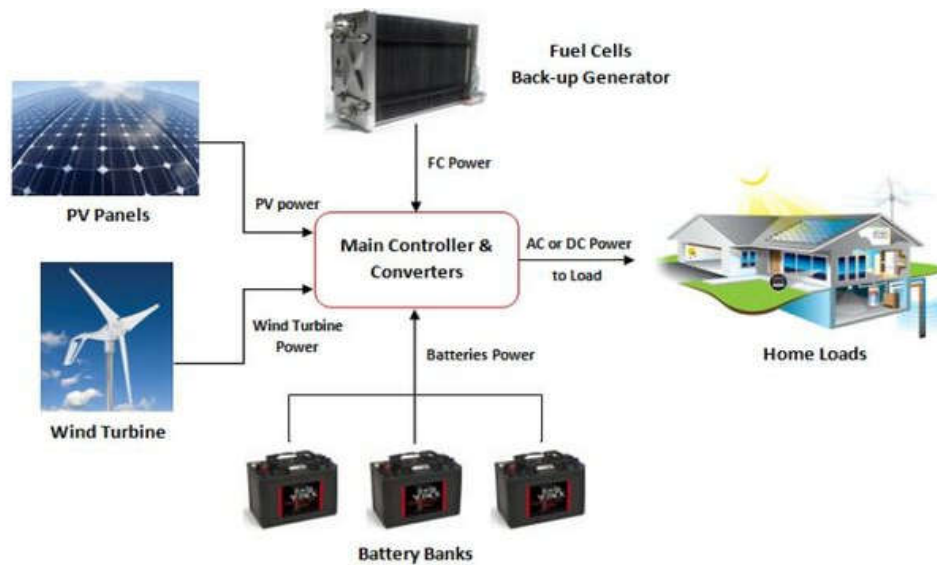 Fuel Cells
Back-up Generator
FC Power
PV Panels
PV power
Main Controller &
Converters
AC or DC Power
to Load
Wind Turbine
Power
Batteries Power
Home Loads
Wind Turbine
Battery Banks